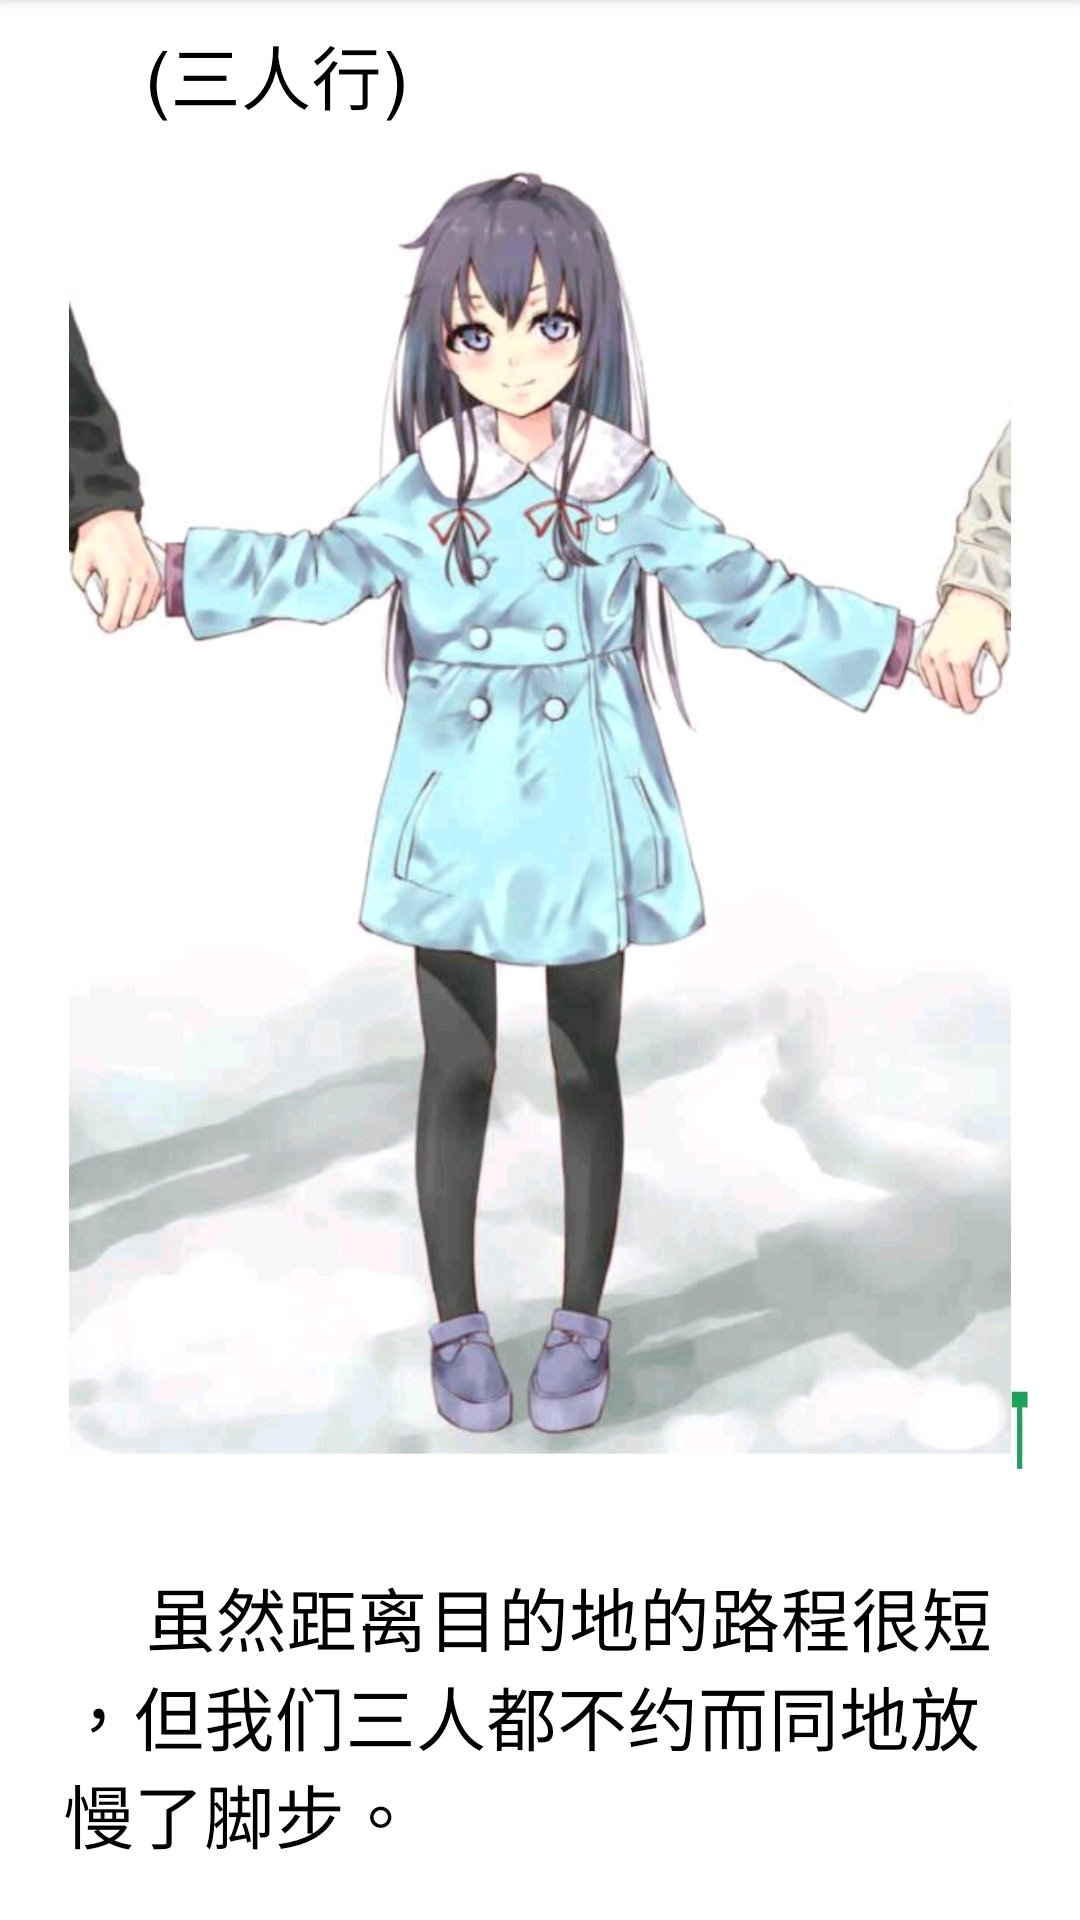 (三人行)
虽然距离目的地的路程很短
，但我们三人都不约而同地放
慢了脚步。